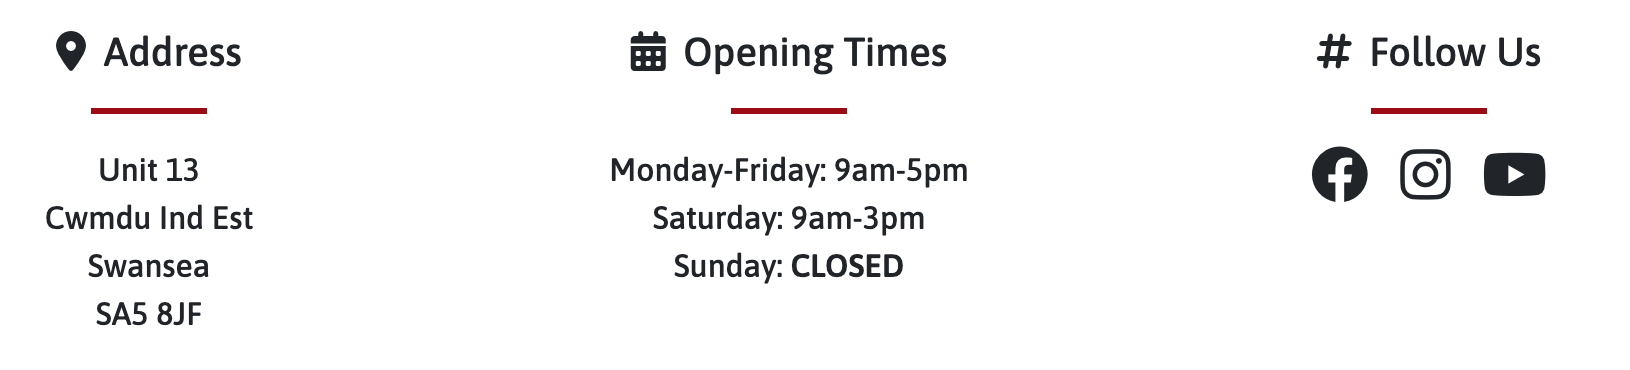 Address
Unit 13
Cwmdu Ind Est
Swansea
SA5 8JF
Opening Times
Monday-Friday: 9am-5pm
Saturday: 9am-3pm
Sunday: CLOSED
# Follow Us